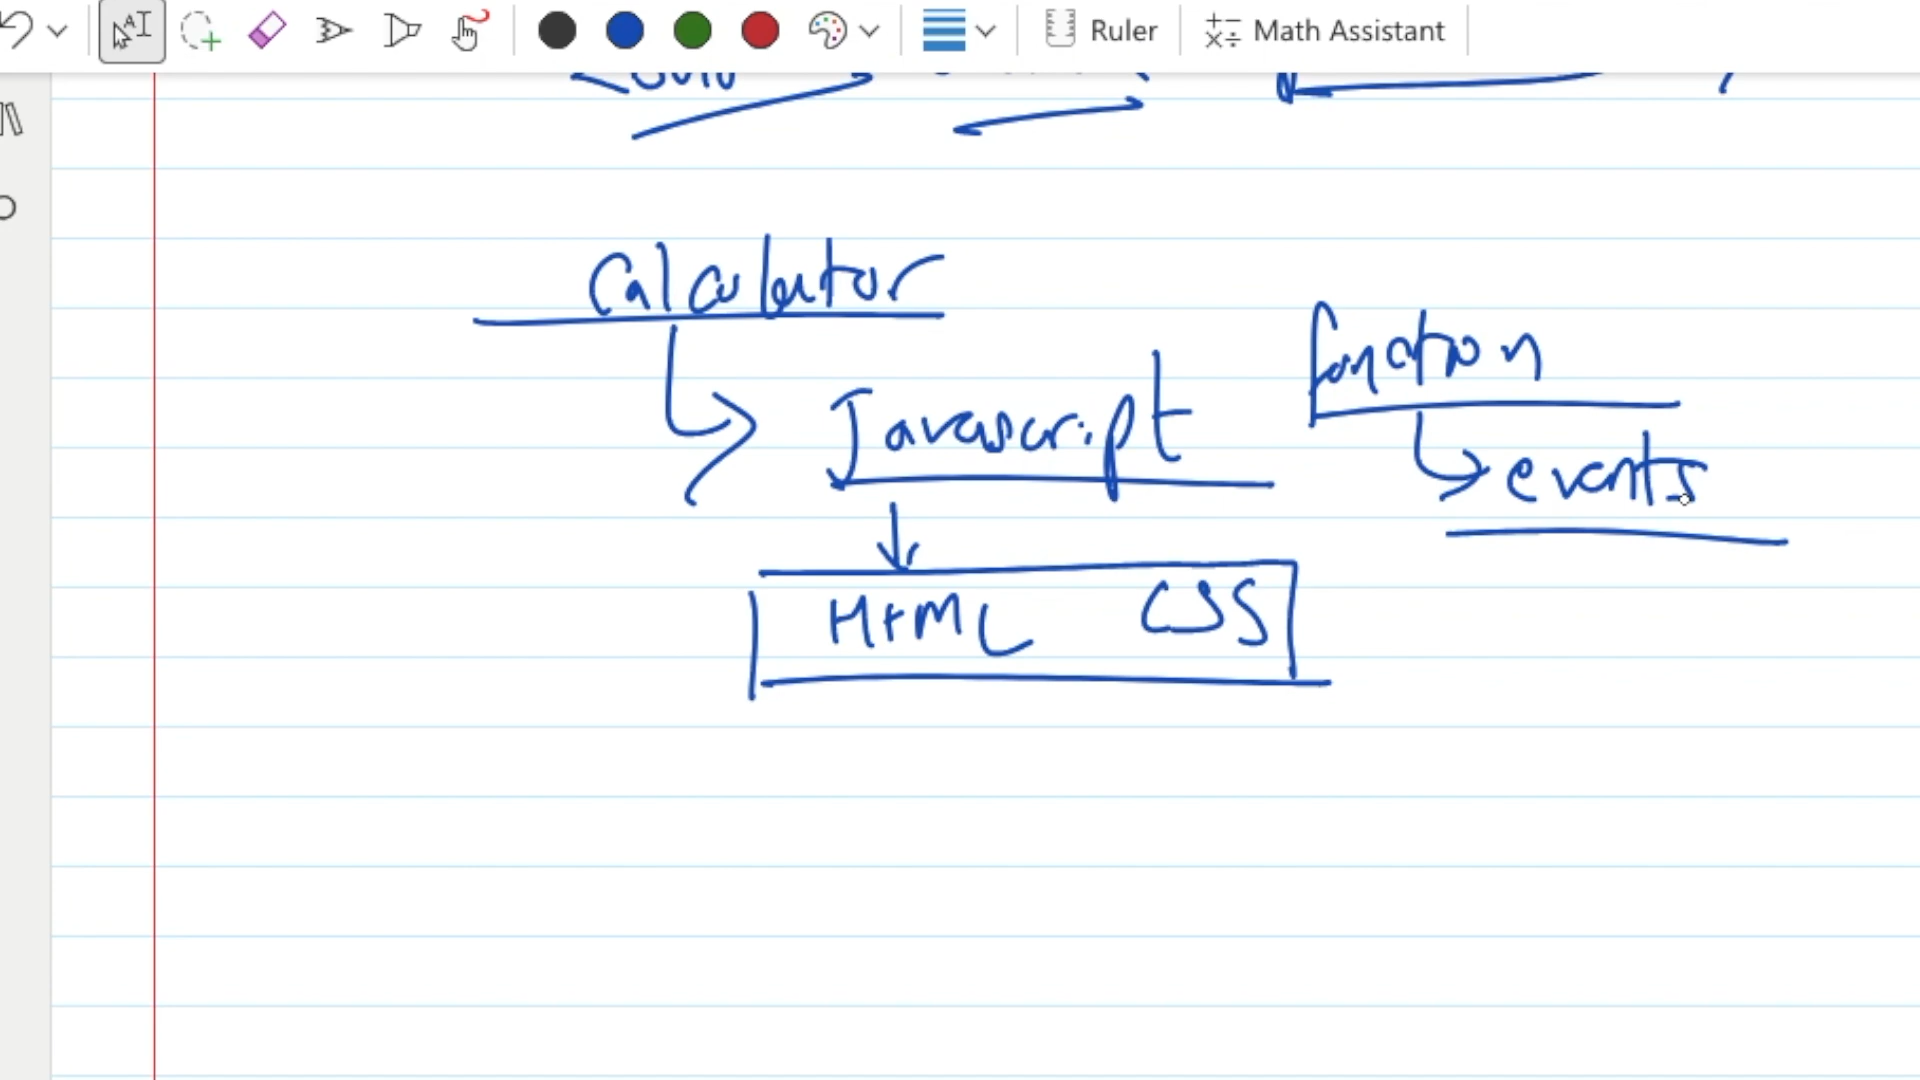 Ruler
Math Assistant
Calculator
function
Javascript
events
HTML CSS